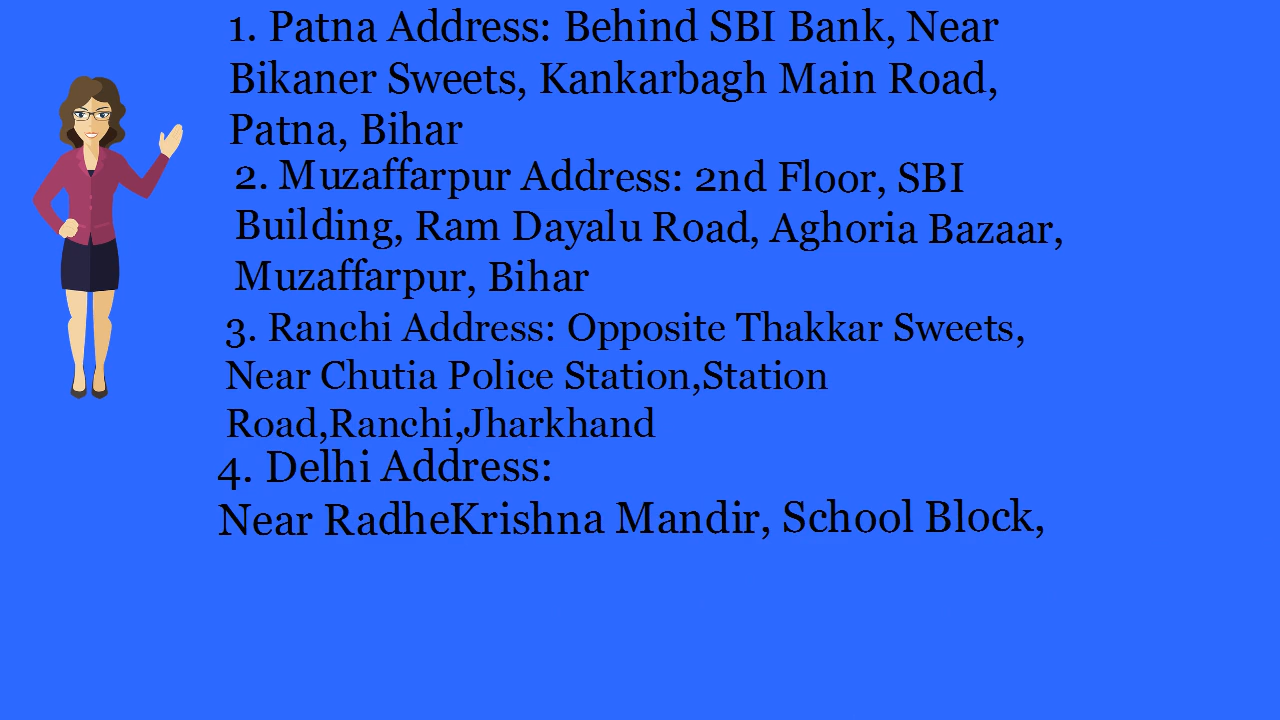 1. Patna Address: Behind SBI Bank, Near
Bikaner Sweets, Kankarbagh Main Road,
Patna, Bihar
2. Muzaffarpur Address: 2nd Floor, SBI
Building, Ram Dayalu Road, Aghoria Bazaar,
Muzaffarpur, Bihar
3. Ranchi Address: Opposite Thakkar Sweets,
Near Chutia Police Station,Station
Road,Ranchi,Jharkhand
4. Delhi Address:
Near RadheKrishna Mandir, School Block,